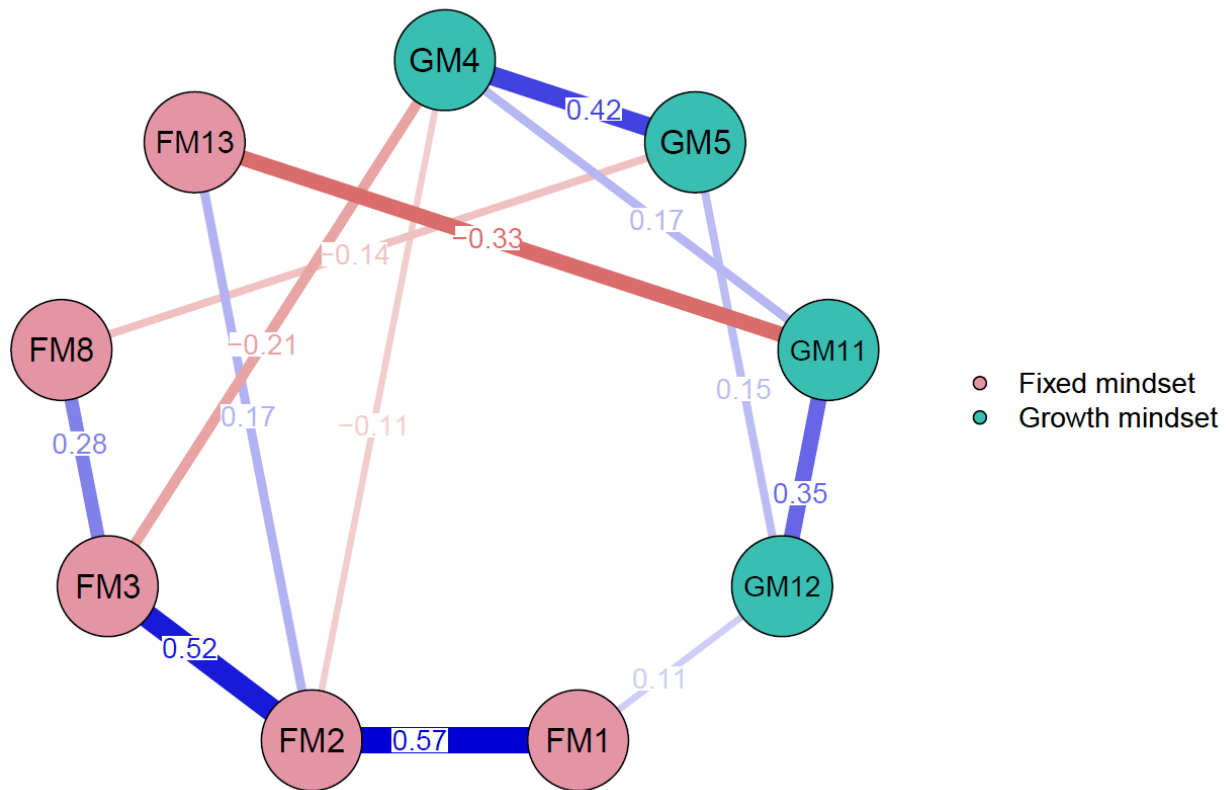 GM4
0.42
FM13
GM5
0.17
−0.33
−0.14
FM8
−0.21
GM11
Fixed mindset
0.15
Growth mindset
0.17
−0.11
0.28
0.35
FM3
GM12
0.52
0.11
FM2
0.57
FM1